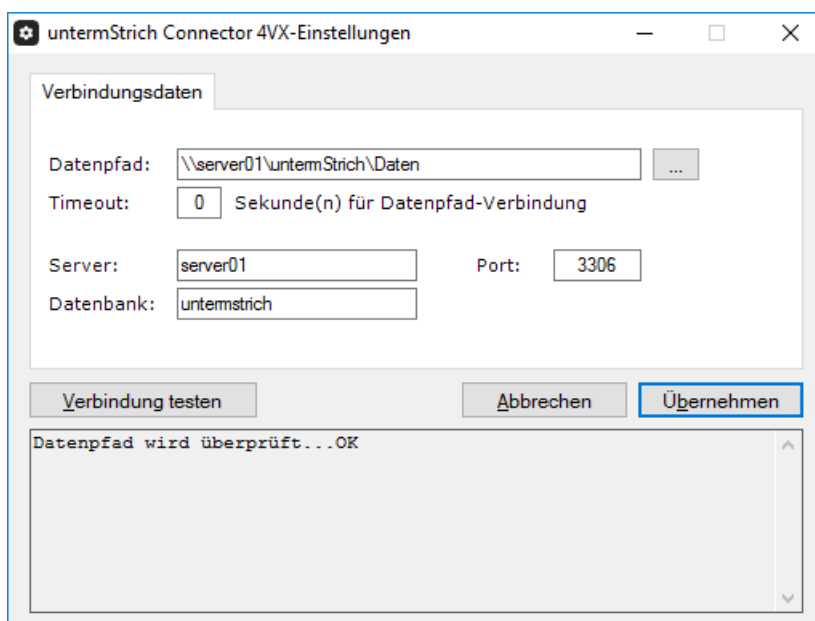 untermStrich Connector 4VX-Einstellungen
Verbindungsdaten
Datenpfad: \\server01\untermStrich\Daten ...
Timeout: 0 Sekunde(n) für Datenpfad-Verbindung
Server: server01 Port: 3306
Datenbank: untermstrich
Verbindung testen Abbrechen Übernehmen
Datenpfad wird überprüft...OK